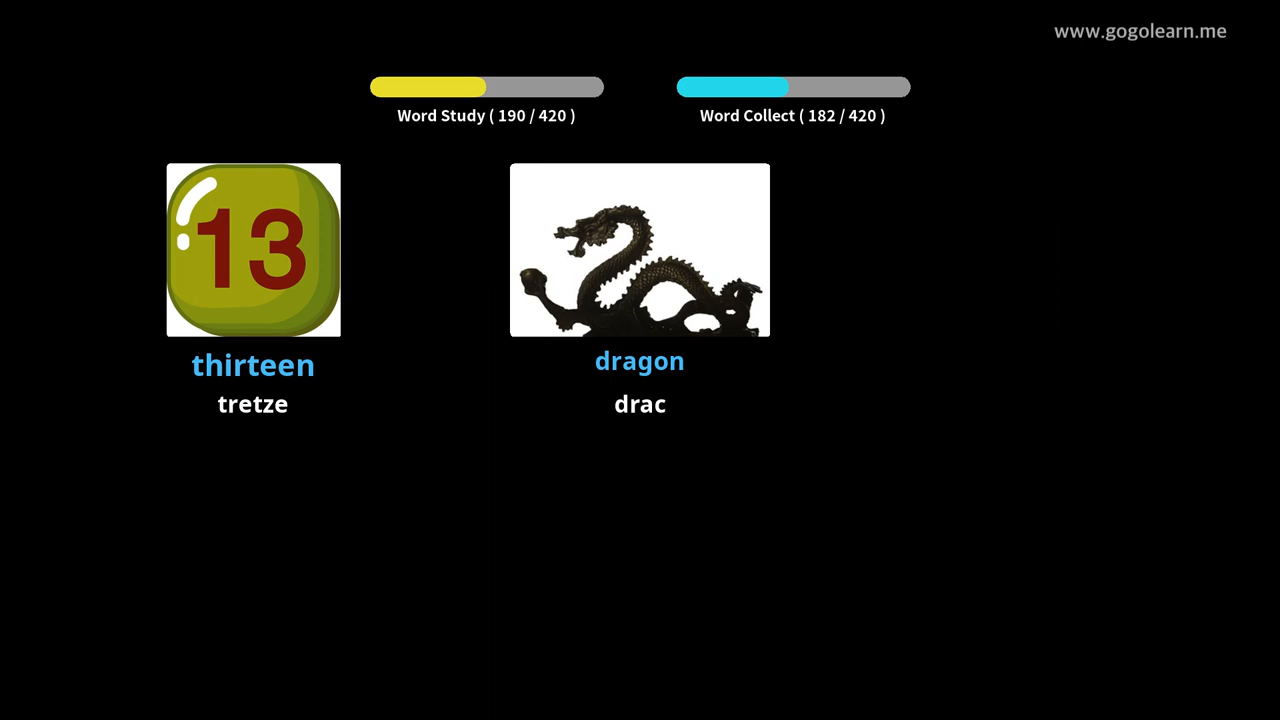 www.gogolearn.me
Word Study ( 190 / 420 )
Word Collect ( 182 / 420 )
13
thirteen
tretze
dragon
drac